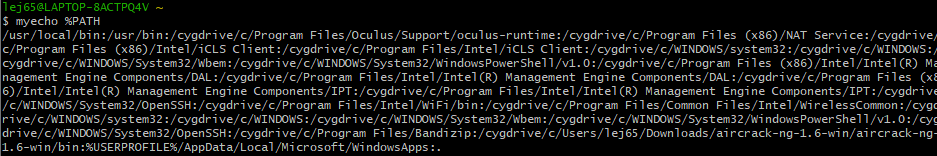 lej65@LAPTOP-8ACTPQ4V ~
$ myecho %PATH
/usr/local/bin:/usr/bin:/cygdrive/c/Program Files/Oculus/Support/oculus-runtime:/cygdrive/c/Program Files (x86)/NAT Service:/cygdrive/
c/Program Files (x86)/Intel/iCLS Client:/cygdrive/c/Program Files/Intel/iCLS Client:/cygdrive/c/WINDOWS/system32:/cygdrive/c/WINDOWS:/
cygdrive/c/WINDOWS/System32/Wbem:/cygdrive/c/WINDOWS/System32/WindowsPowerShell/v1.0:/cygdrive/c/Program Files (x86)/Intel/Intel(R) Ma
nagement Engine Components/DAL:/cygdrive/c/Program Files/Intel/Intel(R) Management Engine Components/DAL:/cygdrive/c/Program Files (x8
6)/Intel/Intel(R) Management Engine Components/IPT:/cygdrive/c/Program Files/Intel/Intel(R) Management Engine Components/IPT:/cygdrive
/c/WINDOWS/System32/OpenSSH:/cygdrive/c/Program Files/Intel/WiFi/bin:/cygdrive/c/Program Files/Common Files/Intel/WirelessCommon:/cygd
rive/c/WINDOWS/system32:/cygdrive/c/WINDOWS:/cygdrive/c/WINDOWS/System32/Wbem:/cygdrive/c/WINDOWS/System32/WindowsPowerShell/v1.0:/cyg
drive/c/WINDOWS/System32/OpenSSH:/cygdrive/c/Program Files/Bandizip:/cygdrive/c/Users/lej65/Downloads/aircrack-ng-1.6-win/aircrack-ng-
1.6-win/bin:%USERPROFILE%/AppData/Local/Microsoft/WindowsApps:.